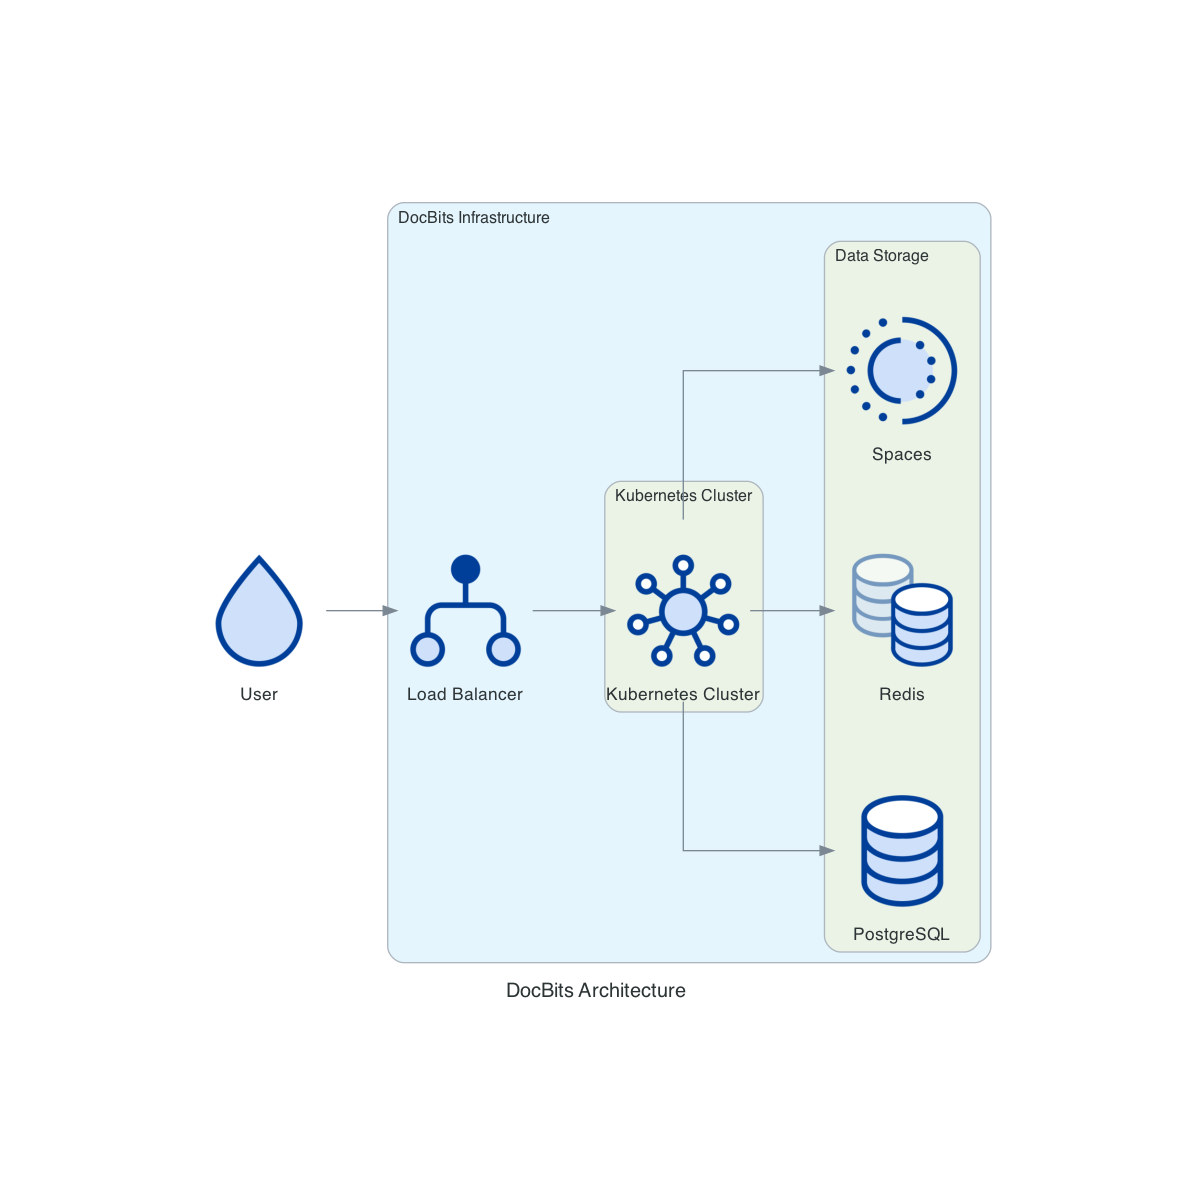 DocBits Infrastructure
Data Storage
Spaces
Kubernetes Cluster
User
Load Balancer
Kubernetes Cluster
Redis
PostgreSQL
DocBits Architecture